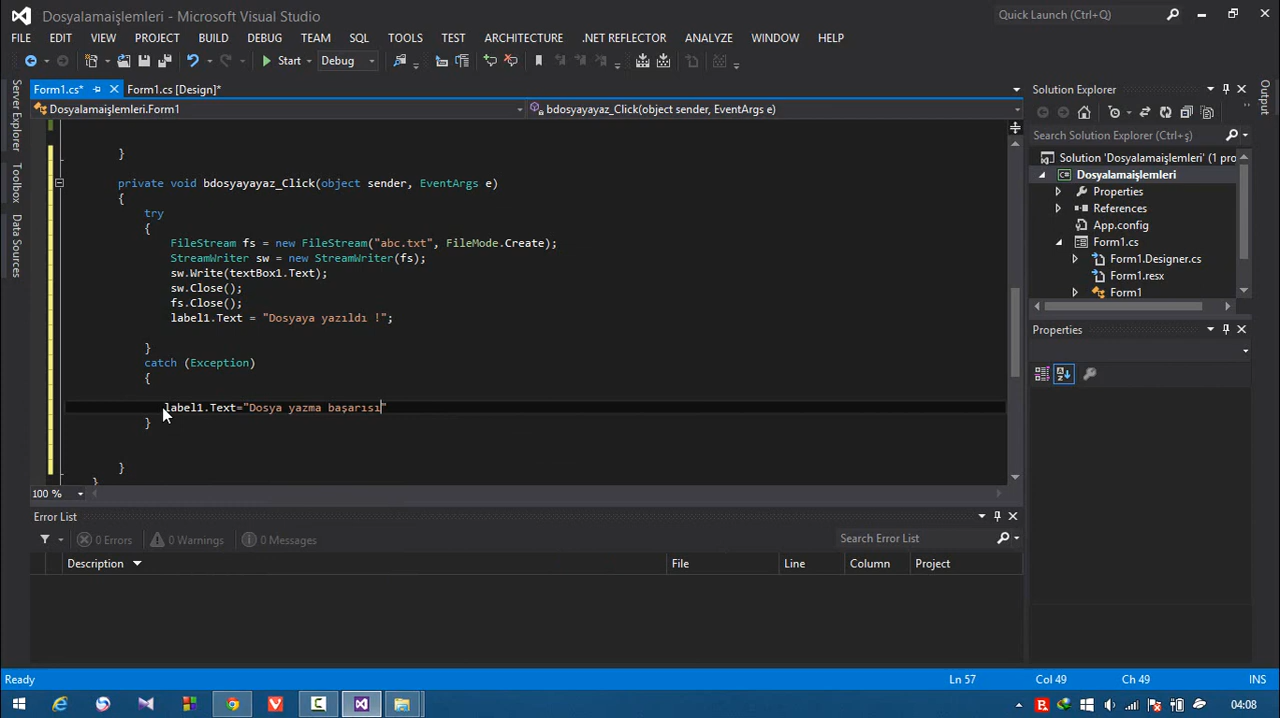 Dosyalamaişlemleri - Microsoft Visual Studio
Quick Launch (Ctrl+Q)
FILE EDIT VIEW PROJECT BUILD DEBUG TEAM SQL TOOLS TEST ARCHITECTURE .NET REFLECTOR ANALYZE WINDOW HELP
Start Debug
Form1.cs* Form1.cs [Design]*
Dosyalamaişlemleri.Form1 bdosyayayaz_Click(object sender, EventArgs e)
}
private void bdosyayayaz_Click(object sender, EventArgs e)
{
try
{
FileStream fs = new FileStream("abc.txt", FileMode.Create);
StreamWriter sw = new StreamWriter(fs);
sw.Write(textBox1.Text);
sw.Close();
fs.Close();
label1.Text = "Dosyaya yazıldı !";
}
catch (Exception)
{
label1.Text="Dosya yazma başarısı"
}
}
}
100 %
Error List
0 Errors 0 Warnings 0 Messages
Search Error List
Description File Line Column Project
Server Explorer
Toolbox
Data Sources
Solution Explorer
Search Solution Explorer (Ctrl+ş)
Solution 'Dosyalamaişlemleri' (1 pro
Dosyalamaişlemleri
Properties
References
App.config
Form1.cs
Form1.Designer.cs
Form1.resx
Form1
Properties
Output
Ready Ln 57 Col 49 Ch 49 INS
04:08